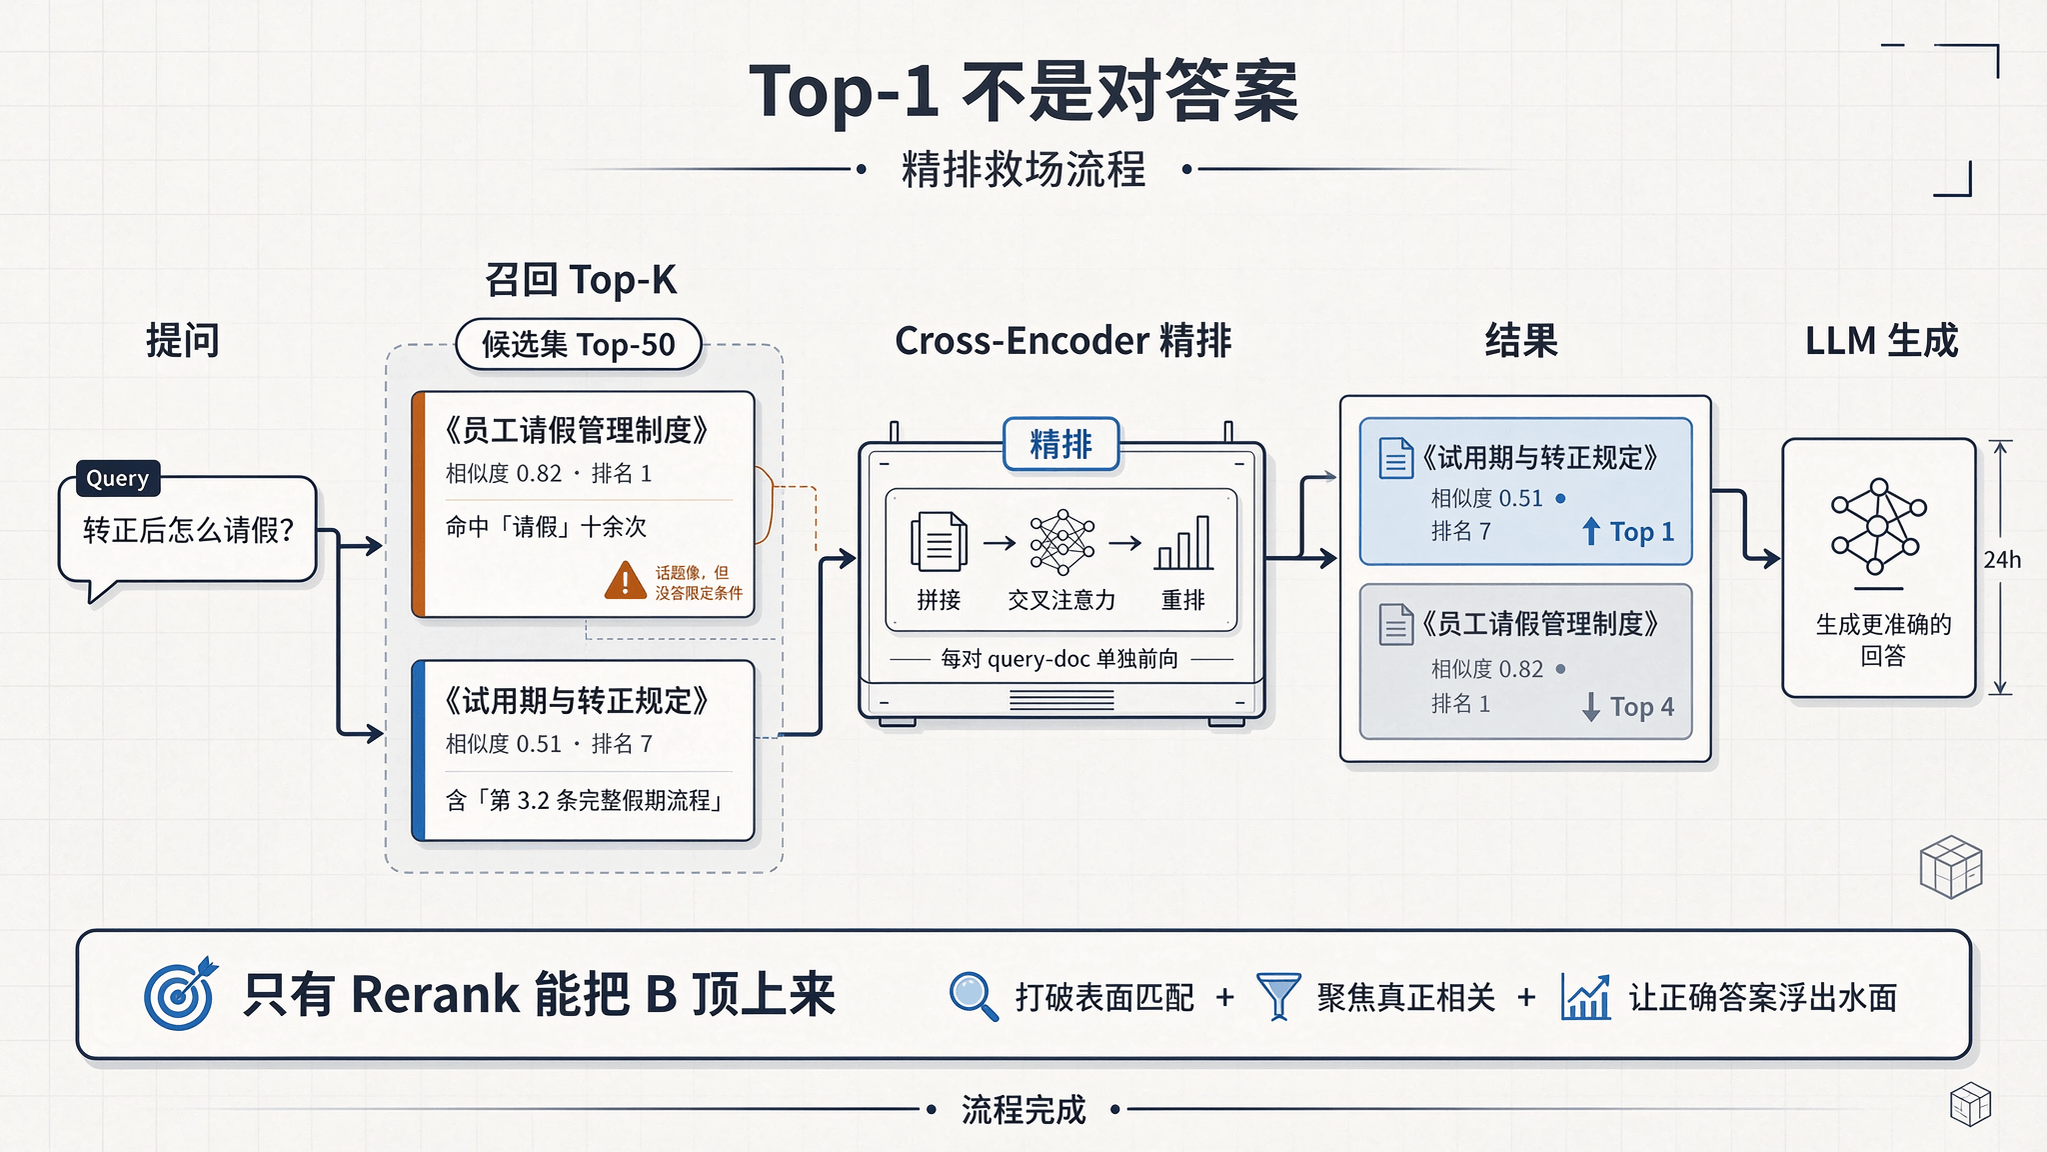 Top-1 不是对答案
精排救场流程
提问
Query
转正后怎么请假?
召回 Top-K
候选集 Top-50
《员工请假管理制度》
相似度 0.82 · 排名 1
命中「请假」十余次
话题像，但
没答限定条件
《试用期与转正规定》
相似度 0.51 · 排名 7
含「第 3.2 条完整假期流程」
Cross-Encoder 精排
精排
拼接
交叉注意力
重排
每对 query-doc 单独前向
结果
《试用期与转正规定》
相似度 0.51
排名 7
Top 1
《员工请假管理制度》
相似度 0.82
排名 1
Top 4
LLM 生成
生成更准确的
回答
24h
只有 Rerank 能把 B 顶上来
打破表面匹配 + 聚焦真正相关 + 让正确答案浮出水面
流程完成